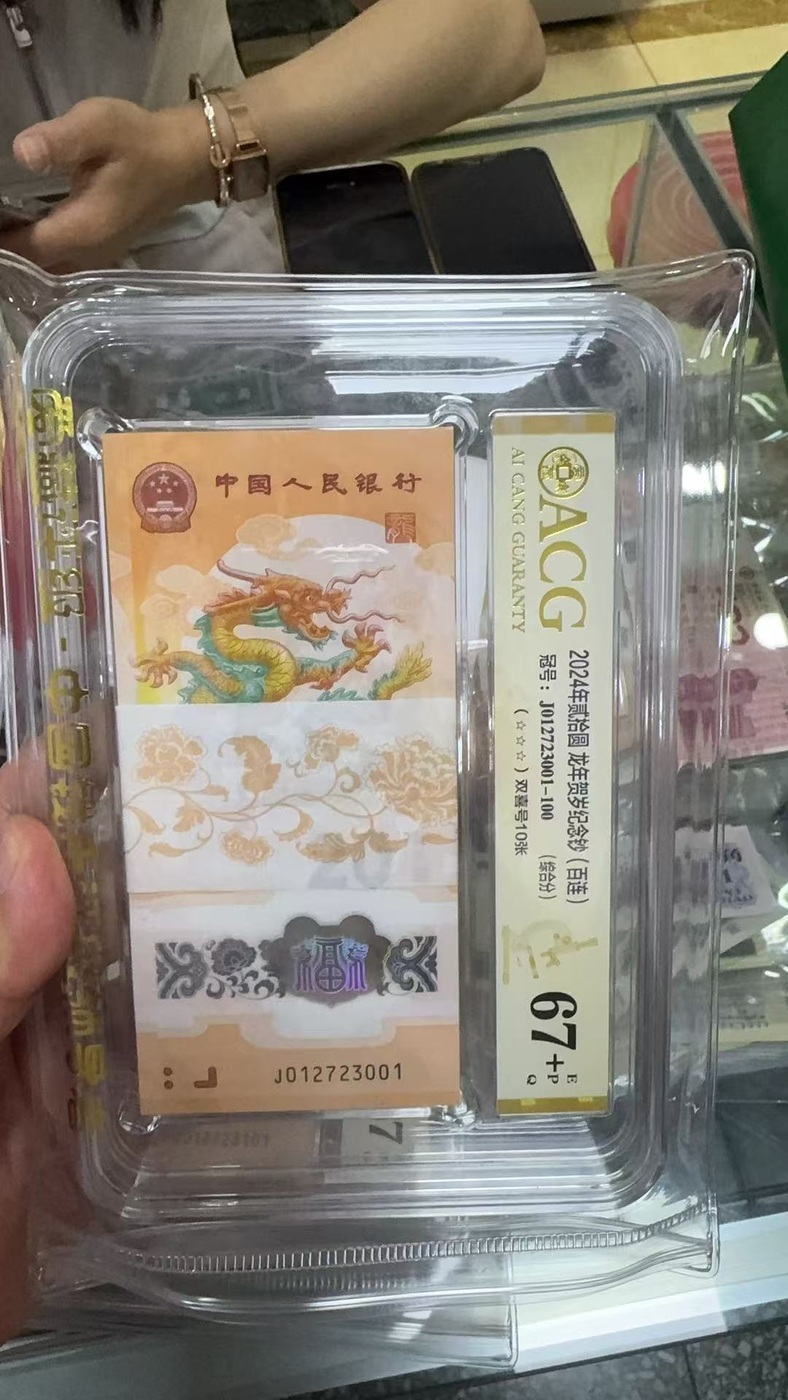 中国人民银行
福
J012723001
ACG
AI CANG GUARANTY
2024年贰拾圆 龙年贺岁纪念钞（百连）
冠号：J012723001-100 （综合分）
（☆☆☆）双喜号10张
67+
E
P
Q